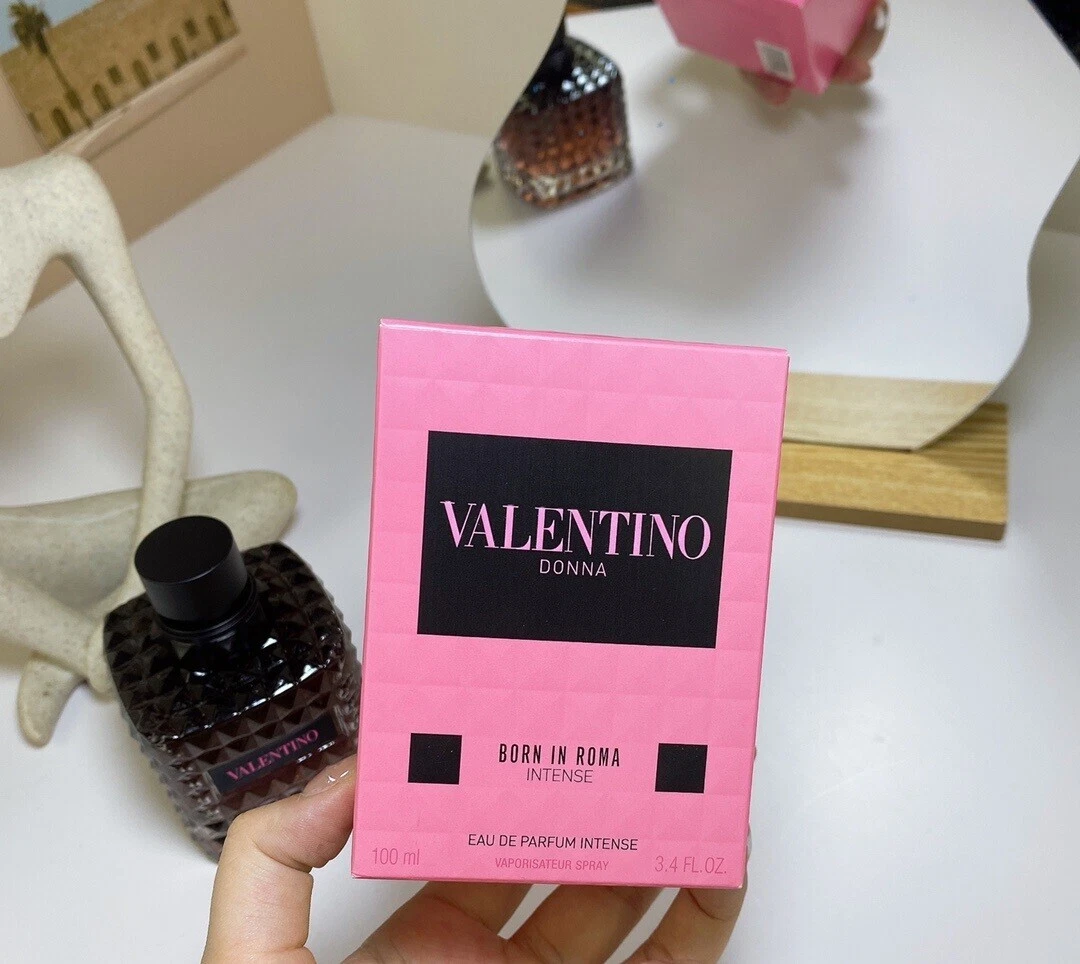 VALENTINO
DONNA
BORN IN ROMA
INTENSE
EAU DE PARFUM INTENSE
100 ml
VAPORISATEUR SPRAY
3.4 FL.OZ.
VALENTINO